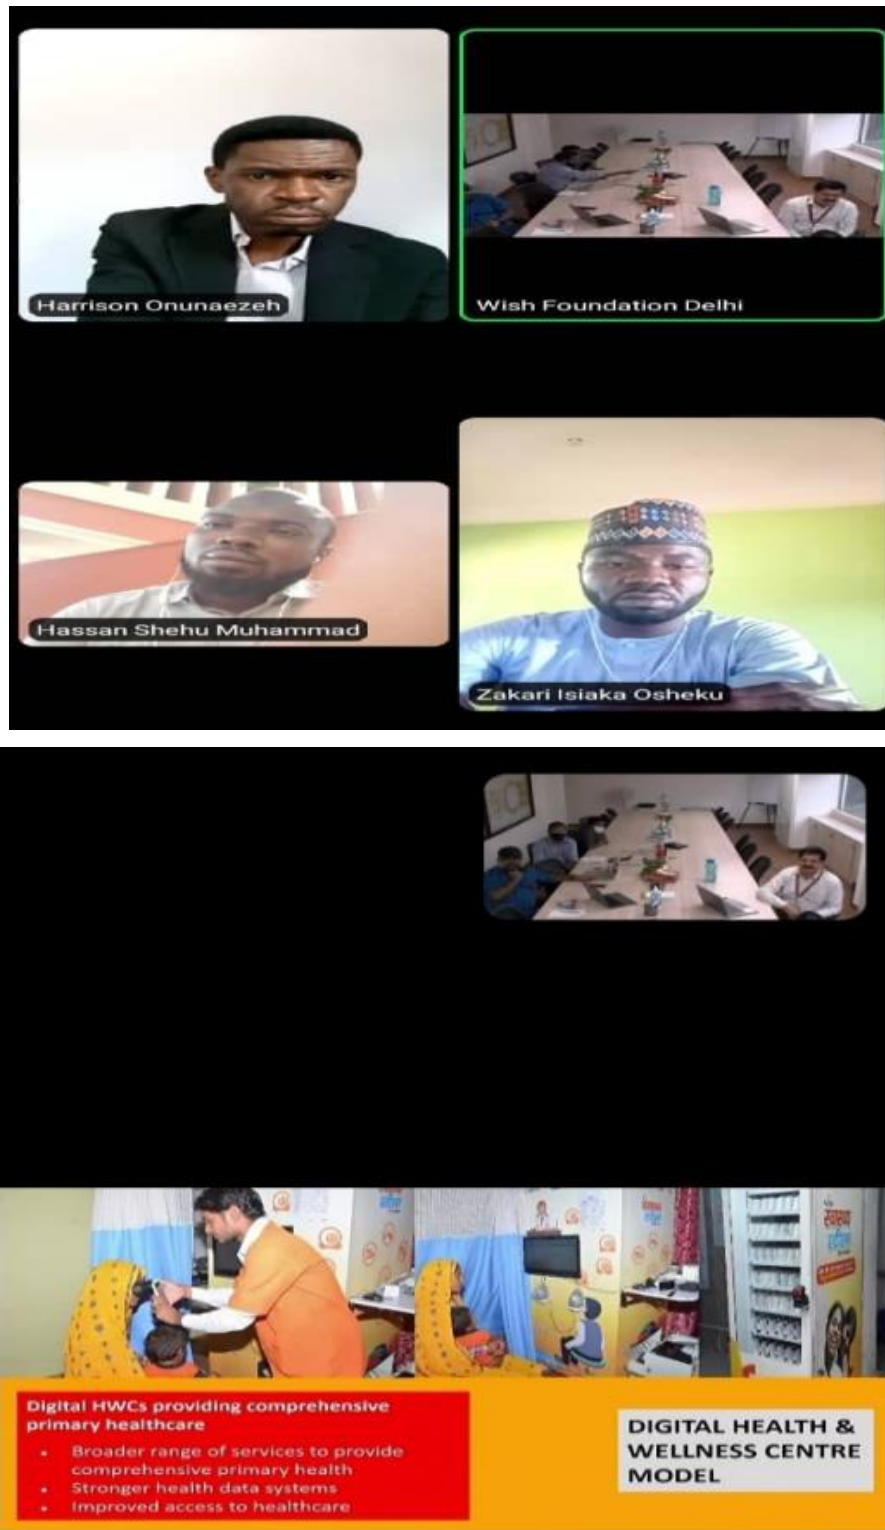 Harrison Onunaezeh
Wish Foundation Delhi
Hassan Shehu Muhammad
Zakari Isiaka Osheku
स्वास्थ्य
Digital HWCs providing comprehensive
primary healthcare
• Broader range of services to provide
comprehensive primary health
• Stronger health data systems
• Improved access to healthcare
DIGITAL HEALTH &
WELLNESS CENTRE
MODEL